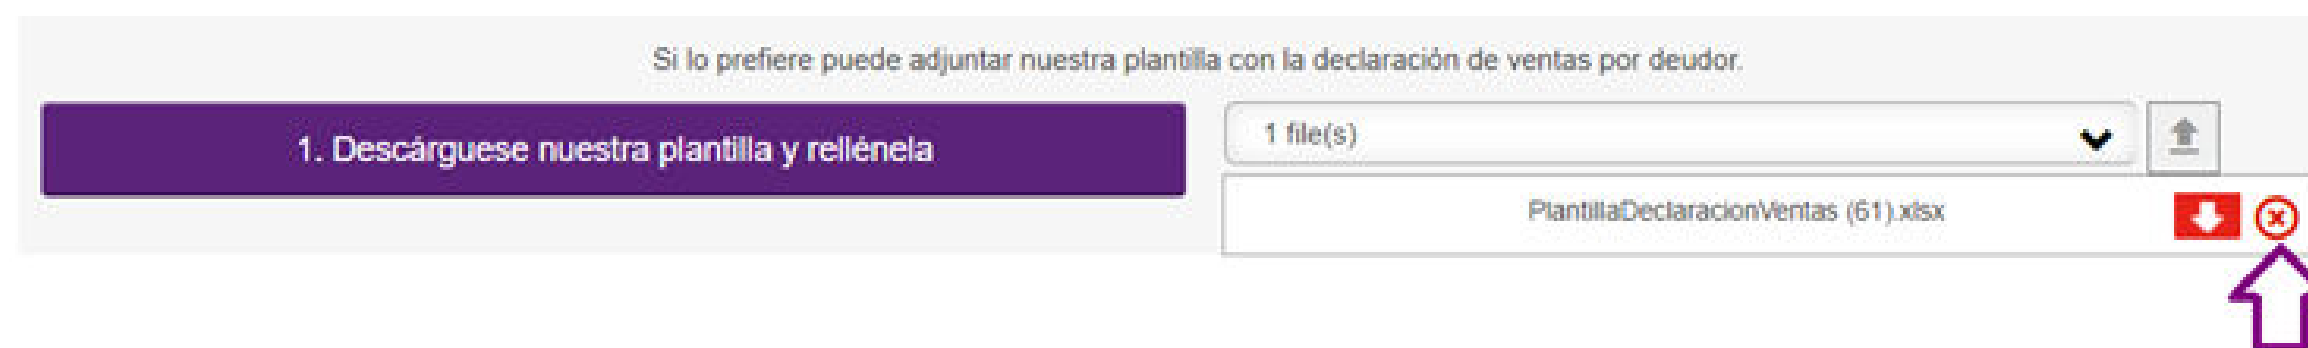 Si lo prefiere puede adjuntar nuestra plantilla con la declaración de ventas por deudor.
1. Descárguese nuestra plantilla y rellénela
1 file(s)
PlantillaDeclaracionVentas (61).xlsx